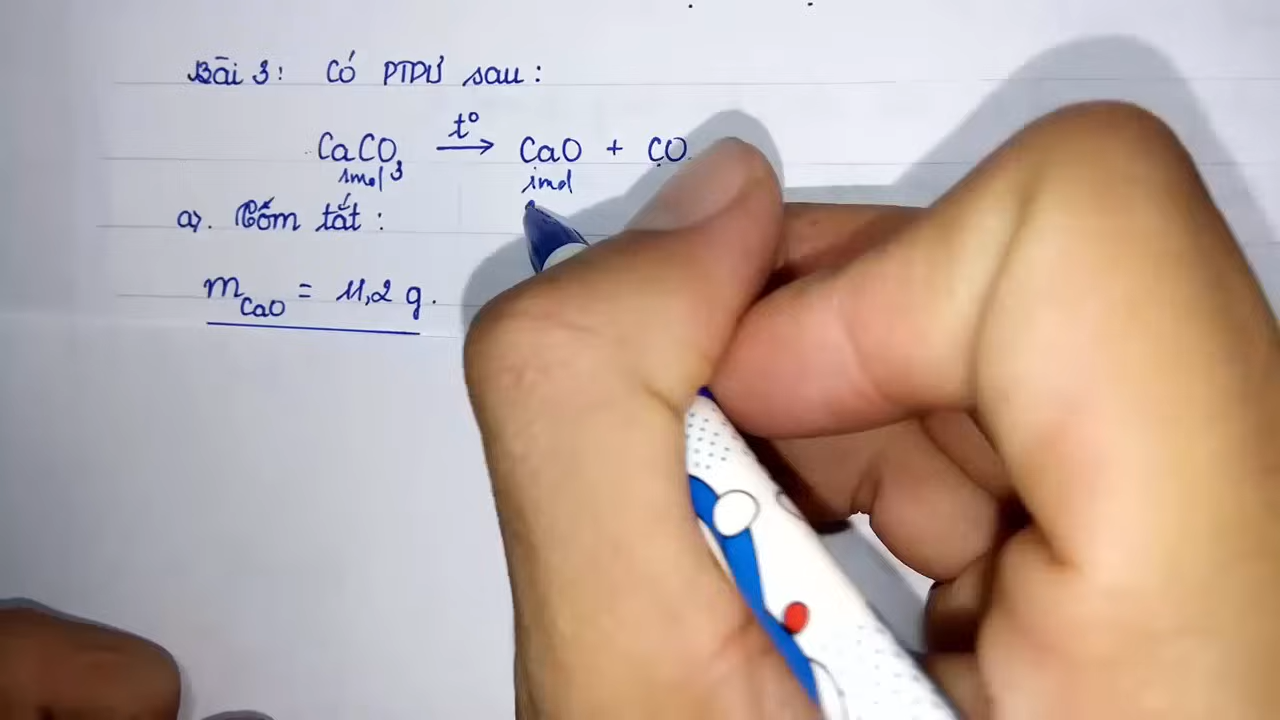 Bài 3: Có PTPƯ sau:
t°
CaCO3 → CaO + CO
1mol 1mol
a). Tóm tắt:
mCaO = 11,2 g.